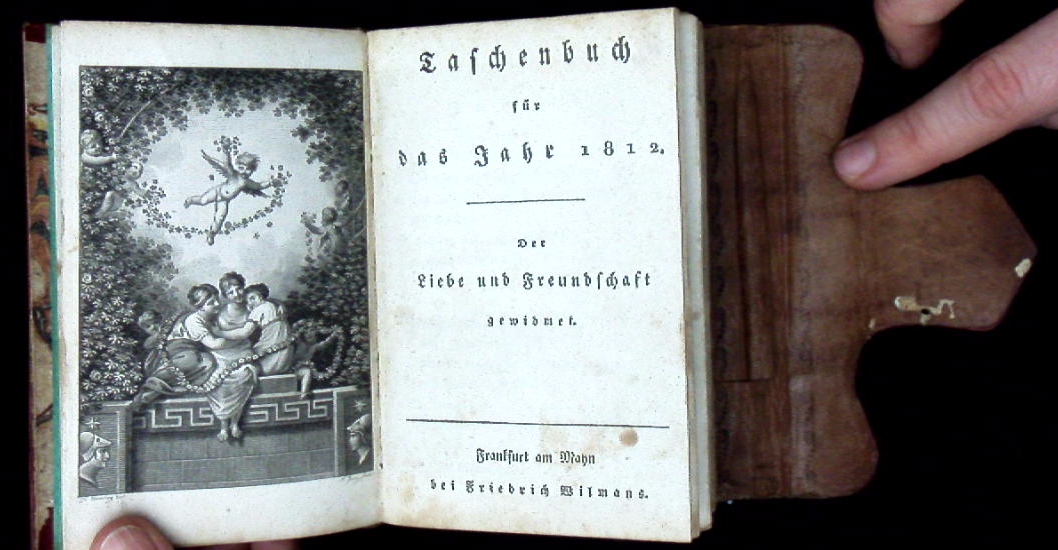 Taſchenbuch
für
das Jahr 1812.
Der
Liebe und Freundſchaft
gewidmet.
Frankfurt am Mayn
bei Friedrich Wilmans.